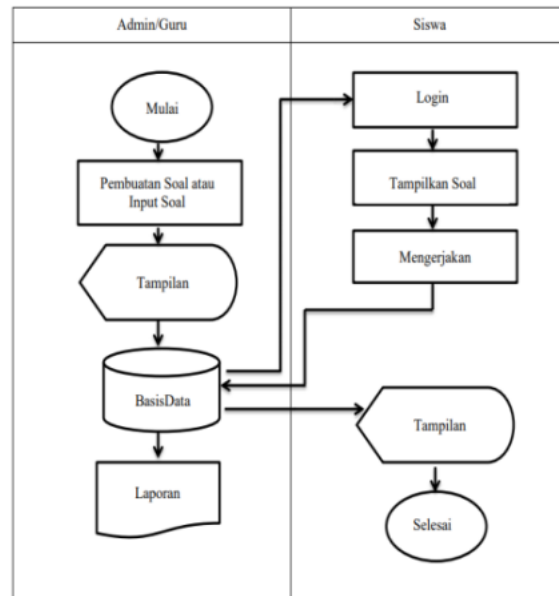 Admin/Guru
Siswa
Mulai
Pembuatan Soal atau
Input Soal
Tampilan
BasisData
Laporan
Login
Tampilkan Soal
Mengerjakan
Tampilan
Selesai